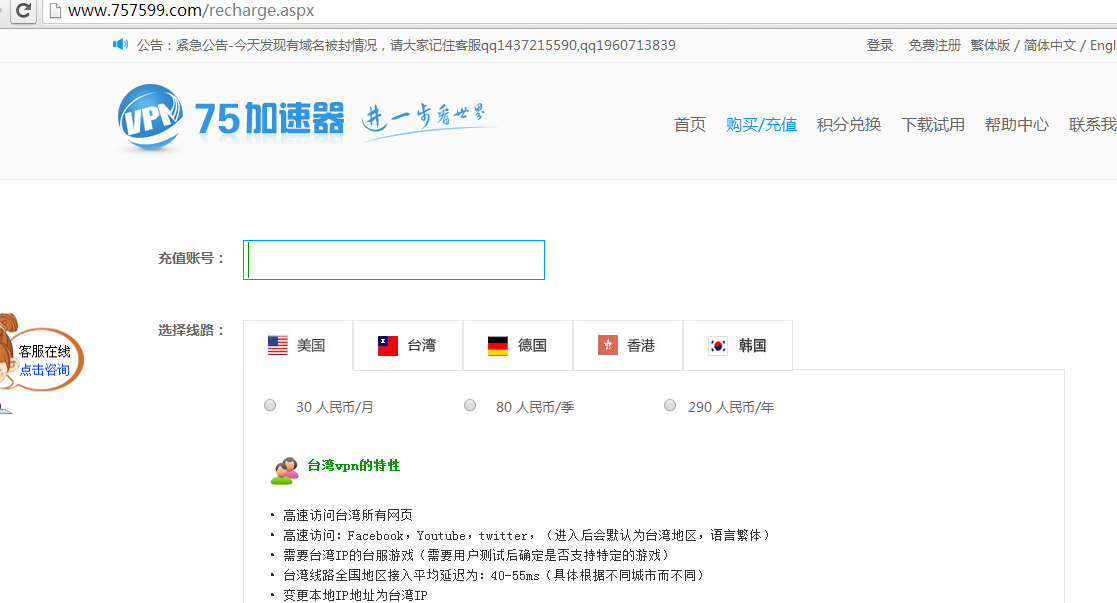 www.757599.com/recharge.aspx
公告：紧急公告-今天发现有域名被封情况，请大家记住客服qq1437215590,qq1960713839
登录 免费注册 繁体版 / 简体中文 / Engl
VPN 75加速器 进一步看世界
首页 购买/充值 积分兑换 下载试用 帮助中心 联系我
充值账号：
选择线路：
美国 台湾 德国 香港 韩国
客服在线
点击咨询
30 人民币/月 80 人民币/季 290 人民币/年
台湾vpn的特性
• 高速访问台湾所有网页
• 高速访问：Facebook，Youtube，twitter，（进入后会默认为台湾地区，语言繁体）
• 需要台湾IP的台服游戏（需要用户测试后确定是否支持特定的游戏）
• 台湾线路全国地区接入平均延迟为：40-55ms（具体根据不同城市而不同）
• 变更本地IP地址为台湾IP